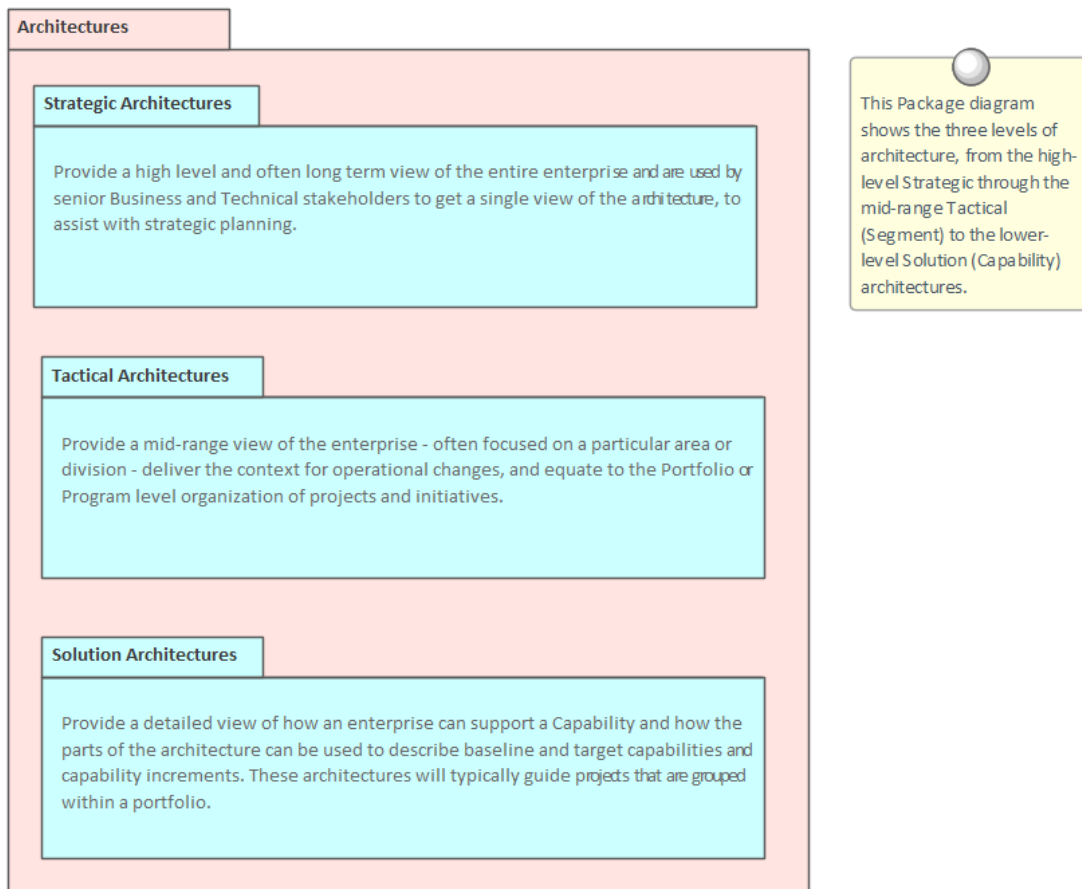 Architectures
Strategic Architectures
Provide a high level and often long term view of the entire enterprise and are used by
senior Business and Technical stakeholders to get a single view of the architecture, to
assist with strategic planning.
Tactical Architectures
Provide a mid-range view of the enterprise - often focused on a particular area or
division - deliver the context for operational changes, and equate to the Portfolio or
Program level organization of projects and initiatives.
Solution Architectures
Provide a detailed view of how an enterprise can support a Capability and how the
parts of the architecture can be used to describe baseline and target capabilities and
capability increments. These architectures will typically guide projects that are grouped
within a portfolio.
This Package diagram
shows the three levels of
architecture, from the high-
level Strategic through the
mid-range Tactical
(Segment) to the lower-
level Solution (Capability)
architectures.